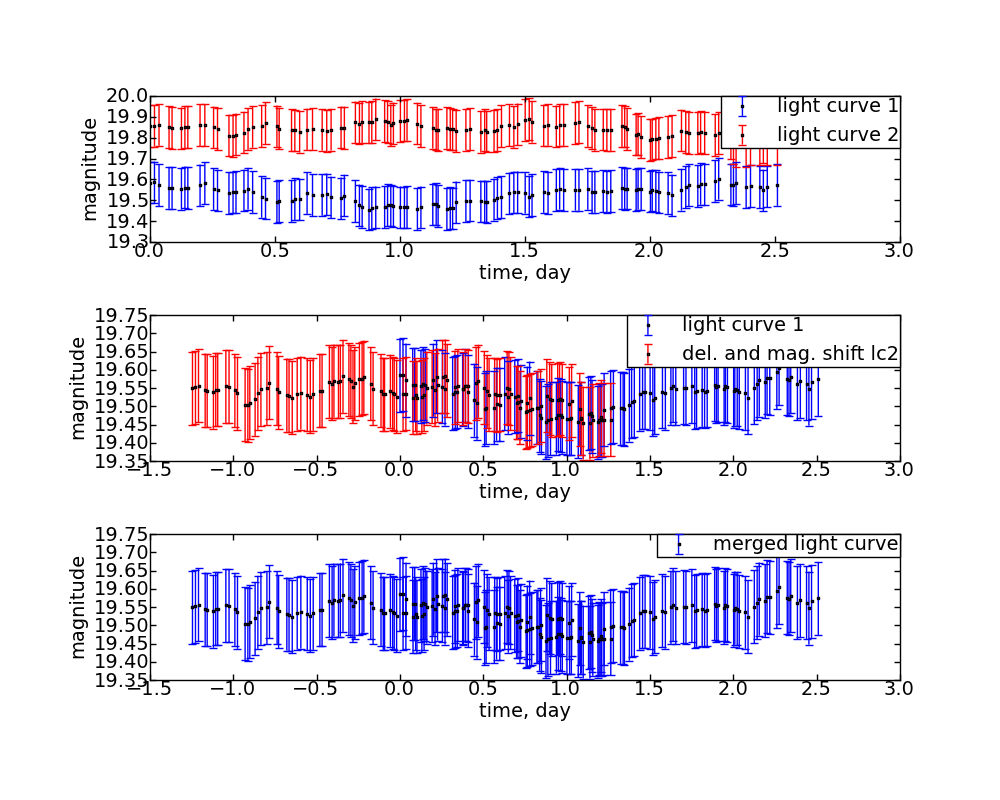 20.0
19.9
19.8
19.7
19.6
19.5
19.4
19.3
magnitude
light curve 1
light curve 2
0.0 0.5 1.0 1.5 2.0 2.5 3.0
time, day
19.75
19.70
19.65
19.60
19.55
19.50
19.45
19.40
19.35
magnitude
light curve 1
del. and mag. shift lc2
−1.5 −1.0 −0.5 0.0 0.5 1.0 1.5 2.0 2.5 3.0
time, day
19.75
19.70
19.65
19.60
19.55
19.50
19.45
19.40
19.35
magnitude
merged light curve
−1.5 −1.0 −0.5 0.0 0.5 1.0 1.5 2.0 2.5 3.0
time, day